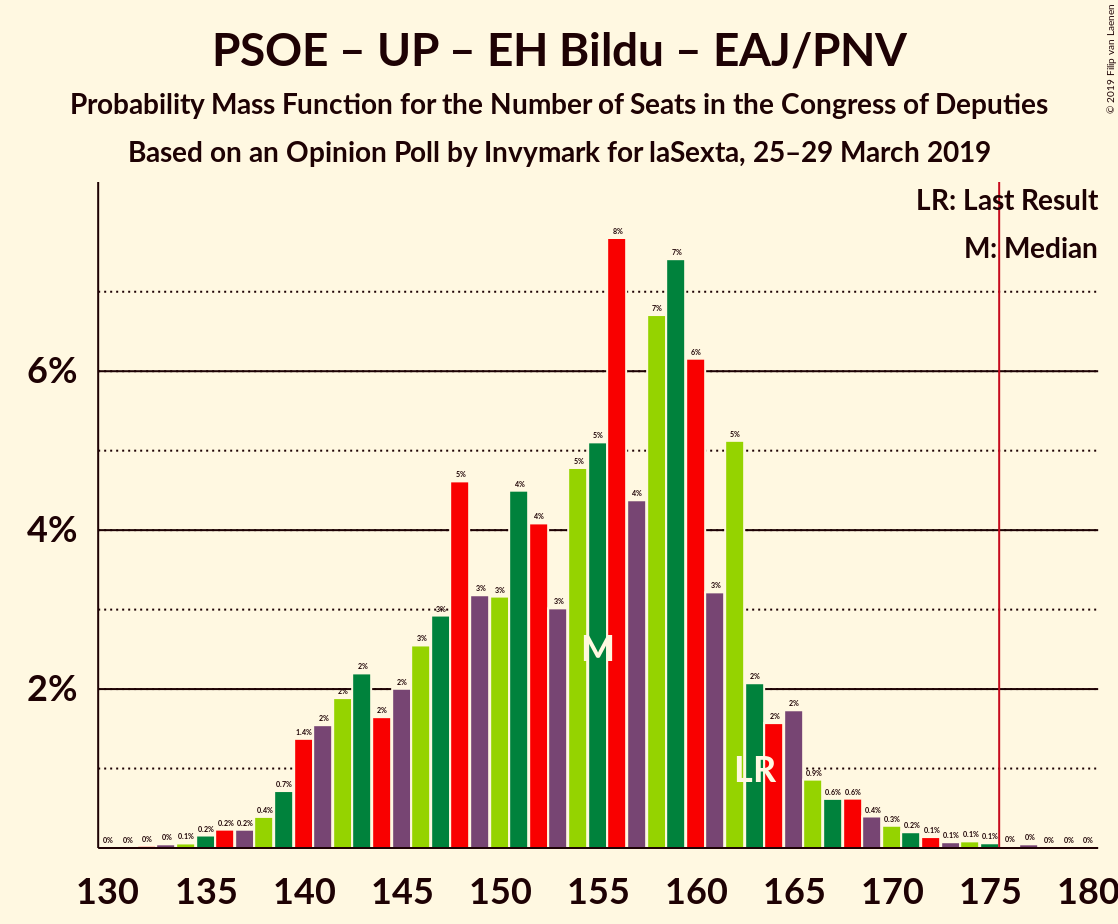 PSOE – UP – EH Bildu – EAJ/PNV
Probability Mass Function for the Number of Seats in the Congress of Deputies
Based on an Opinion Poll by Invymark for laSexta, 25–29 March 2019
© 2019 Filip van Laenen
LR: Last Result
M: Median
6%
4%
2%
0% 0% 0% 0% 0.1% 0.2% 0.2% 0.2% 0.4% 0.7% 1.4% 2% 2% 2% 2% 2% 3% 3% 5% 3% 3% 4% 4% 3% 5% 5% 8% 4% 7% 7% 6% 3% 5% 2% 2% 2% 0.9% 0.6% 0.6% 0.4% 0.3% 0.2% 0.1% 0.1% 0.1% 0.1% 0% 0% 0% 0% 0%
M
LR
130 135 140 145 150 155 160 165 170 175 180